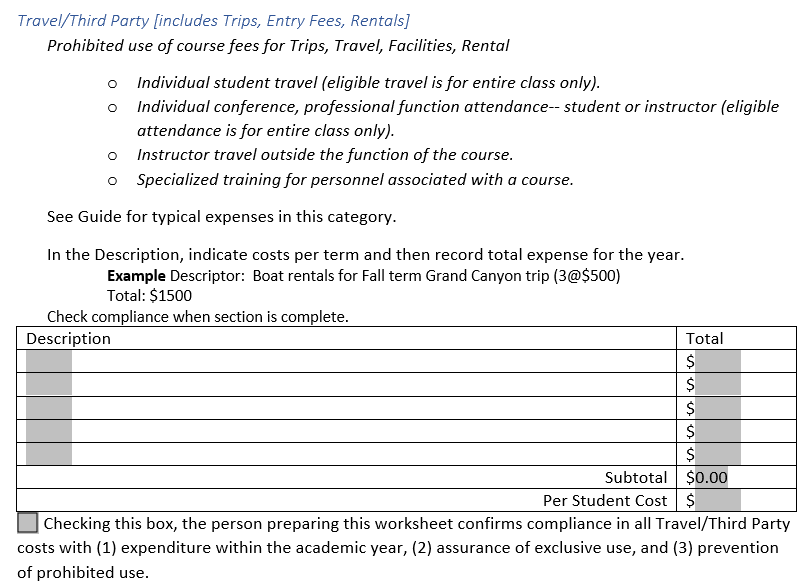 Travel/Third Party [includes Trips, Entry Fees, Rentals]
Prohibited use of course fees for Trips, Travel, Facilities, Rental
o Individual student travel (eligible travel is for entire class only).
o Individual conference, professional function attendance-- student or instructor (eligible
attendance is for entire class only).
o Instructor travel outside the function of the course.
o Specialized training for personnel associated with a course.
See Guide for typical expenses in this category.
In the Description, indicate costs per term and then record total expense for the year.
Example Descriptor: Boat rentals for Fall term Grand Canyon trip (3@$500)
Total: $1500
Check compliance when section is complete.
Description Total
$
$
$
$
$
Subtotal $0.00
Per Student Cost $
Checking this box, the person preparing this worksheet confirms compliance in all Travel/Third Party
costs with (1) expenditure within the academic year, (2) assurance of exclusive use, and (3) prevention
of prohibited use.